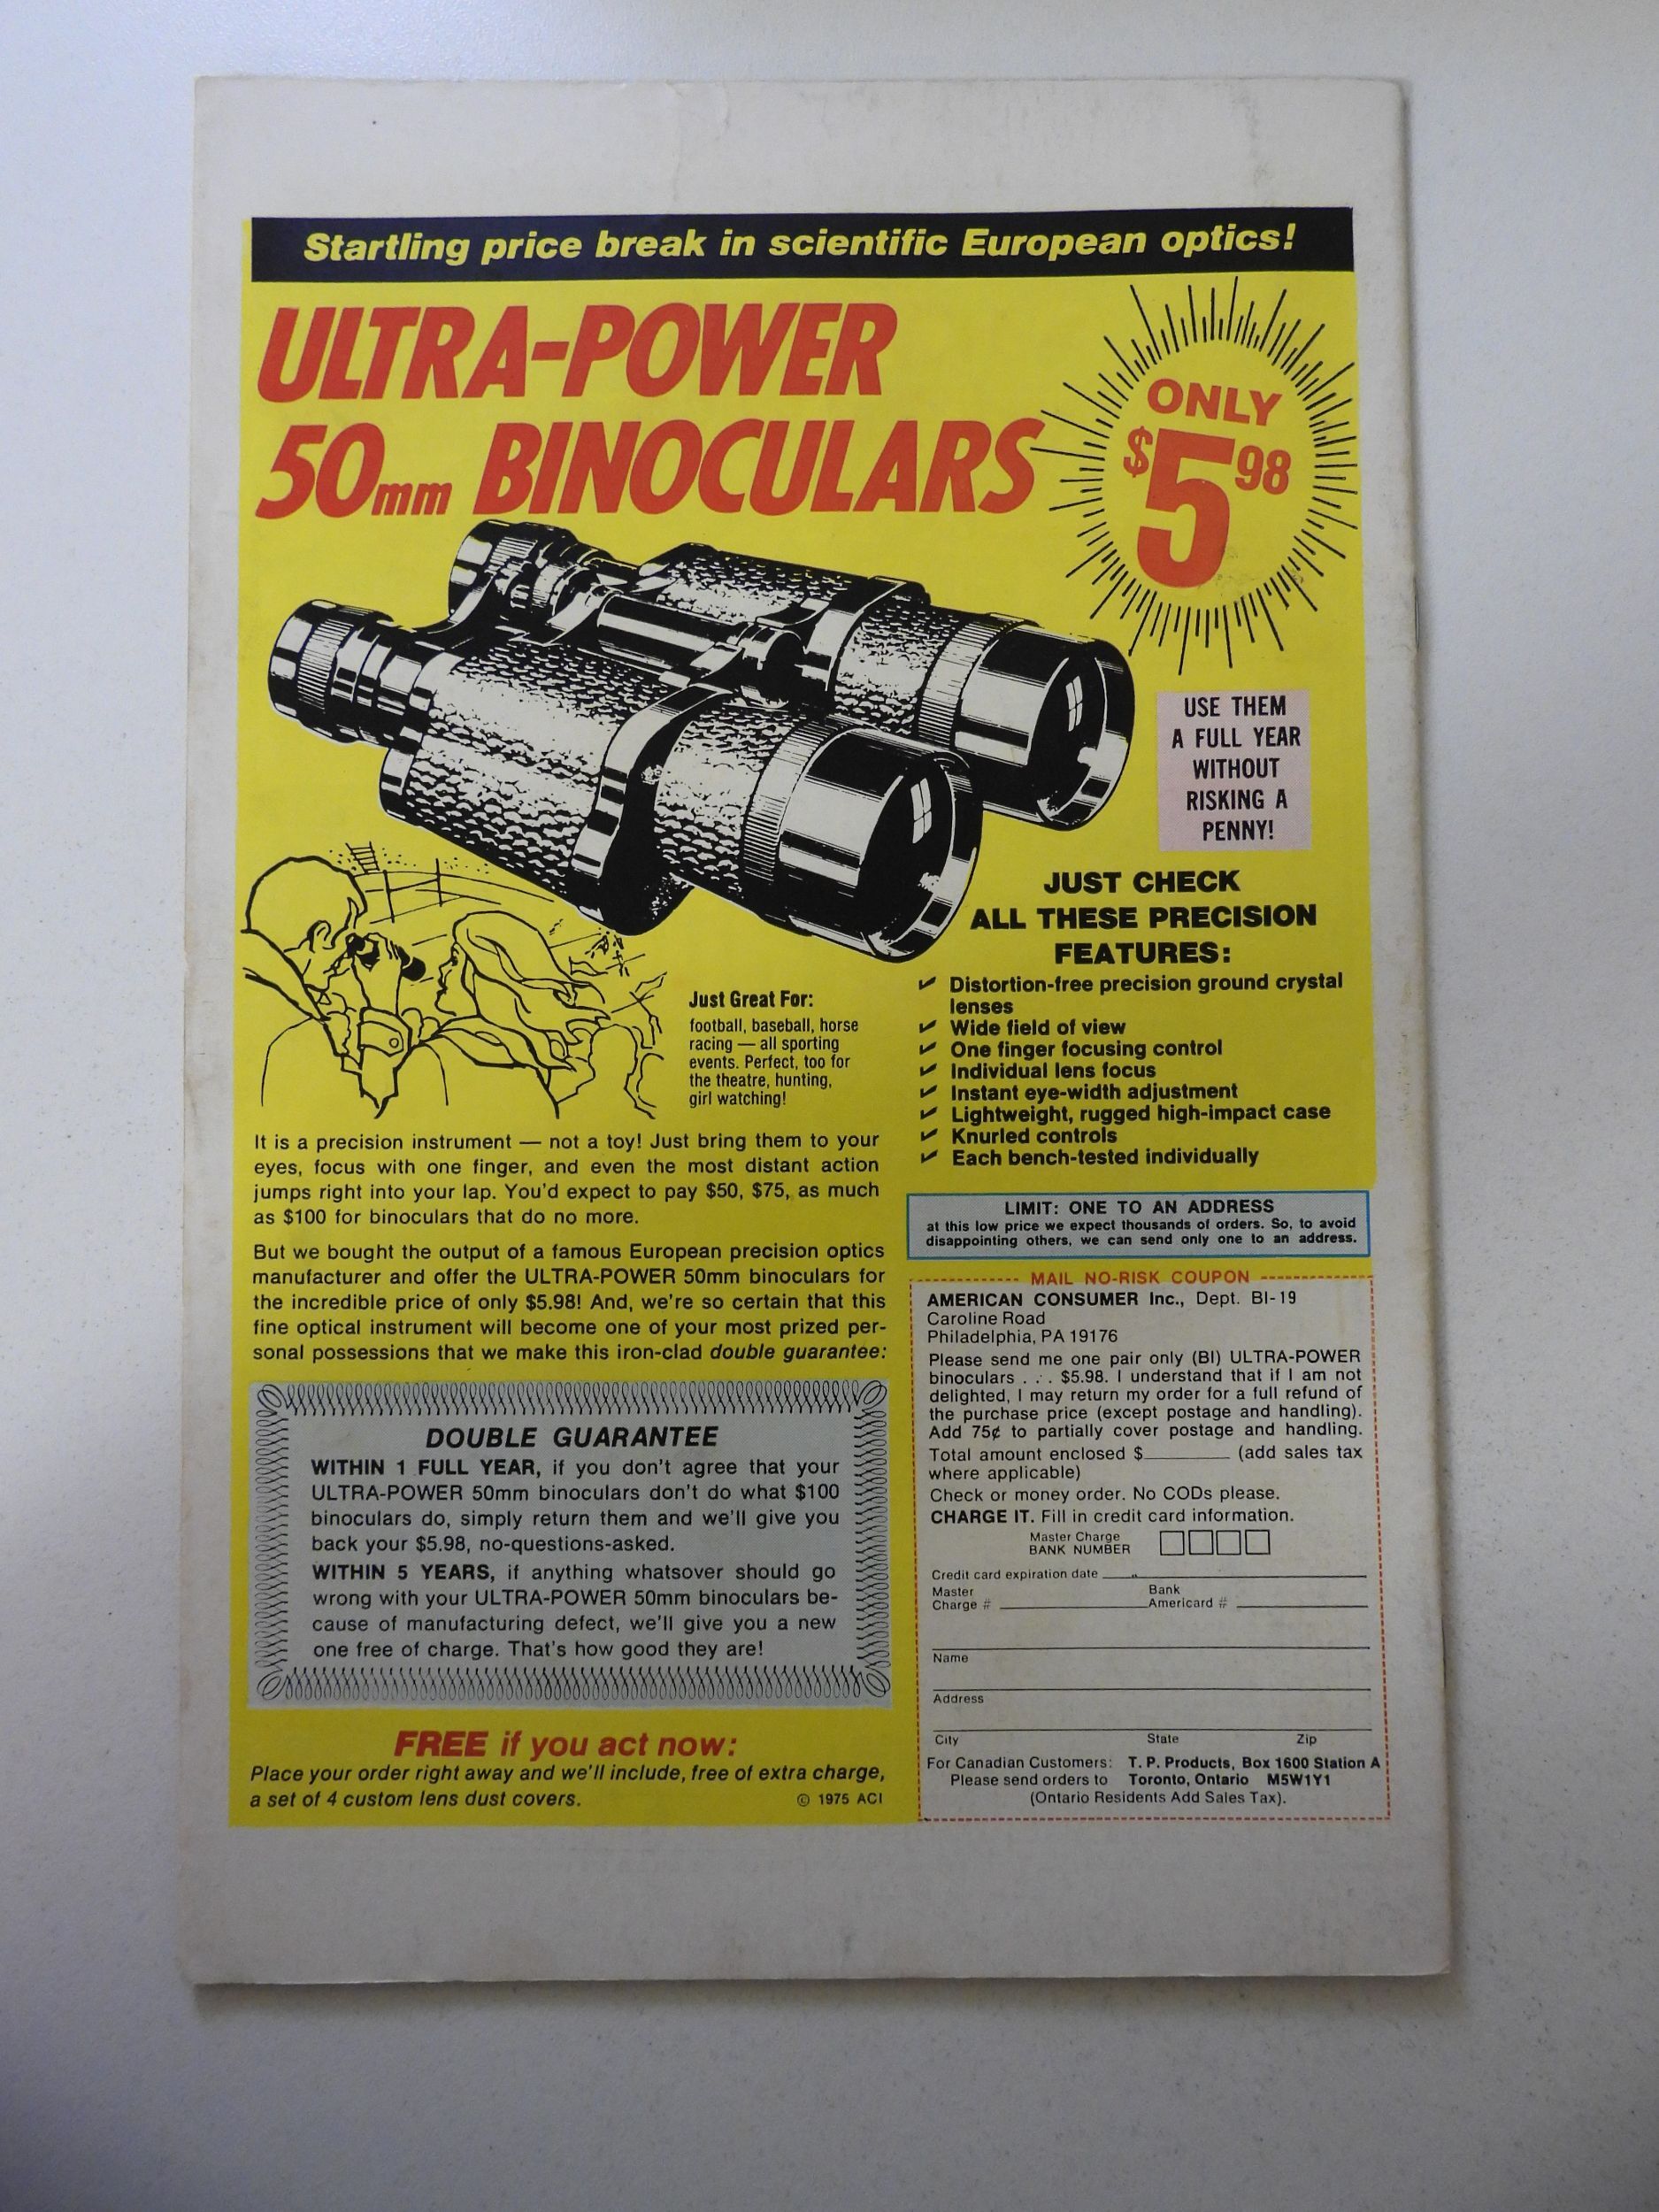 Startling price break in scientific European optics!
ULTRA-POWER
50mm BINOCULARS
ONLY
$5 98
USE THEM
A FULL YEAR
WITHOUT
RISKING A
PENNY!
Just Great For:
football, baseball, horse
racing — all sporting
events. Perfect, too for
the theatre, hunting,
girl watching!
It is a precision instrument — not a toy! Just bring them to your
eyes, focus with one finger, and even the most distant action
jumps right into your lap. You'd expect to pay $50, $75, as much
as $100 for binoculars that do no more.
But we bought the output of a famous European precision optics
manufacturer and offer the ULTRA-POWER 50mm binoculars for
the incredible price of only $5.98! And, we're so certain that this
fine optical instrument will become one of your most prized per-
sonal possessions that we make this iron-clad double guarantee:
DOUBLE GUARANTEE
WITHIN 1 FULL YEAR, if you don't agree that your
ULTRA-POWER 50mm binoculars don't do what $100
binoculars do, simply return them and we'll give you
back your $5.98, no-questions-asked.
WITHIN 5 YEARS, if anything whatsover should go
wrong with your ULTRA-POWER 50mm binoculars be-
cause of manufacturing defect, we'll give you a new
one free of charge. That's how good they are!
FREE if you act now:
Place your order right away and we'll include, free of extra charge,
a set of 4 custom lens dust covers.
© 1975 ACI
JUST CHECK
ALL THESE PRECISION
FEATURES:
✔ Distortion-free precision ground crystal
lenses
✔ Wide field of view
✔ One finger focusing control
✔ Individual lens focus
✔ Instant eye-width adjustment
✔ Lightweight, rugged high-impact case
✔ Knurled controls
✔ Each bench-tested individually
LIMIT: ONE TO AN ADDRESS
at this low price we expect thousands of orders. So, to avoid
disappointing others, we can send only one to an address.
MAIL NO-RISK COUPON
AMERICAN CONSUMER Inc., Dept. BI-19
Caroline Road
Philadelphia, PA 19176
Please send me one pair only (BI) ULTRA-POWER
binoculars . . . $5.98. I understand that if I am not
delighted, I may return my order for a full refund of
the purchase price (except postage and handling).
Add 75¢ to partially cover postage and handling.
Total amount enclosed $________ (add sales tax
where applicable)
Check or money order. No CODs please.
CHARGE IT. Fill in credit card information.
Master Charge
BANK NUMBER
Credit card expiration date
Master
Charge #
Bank
Americard #
Name
Address
City State Zip
For Canadian Customers: T. P. Products, Box 1600 Station A
Please send orders to Toronto, Ontario M5W1Y1
(Ontario Residents Add Sales Tax).